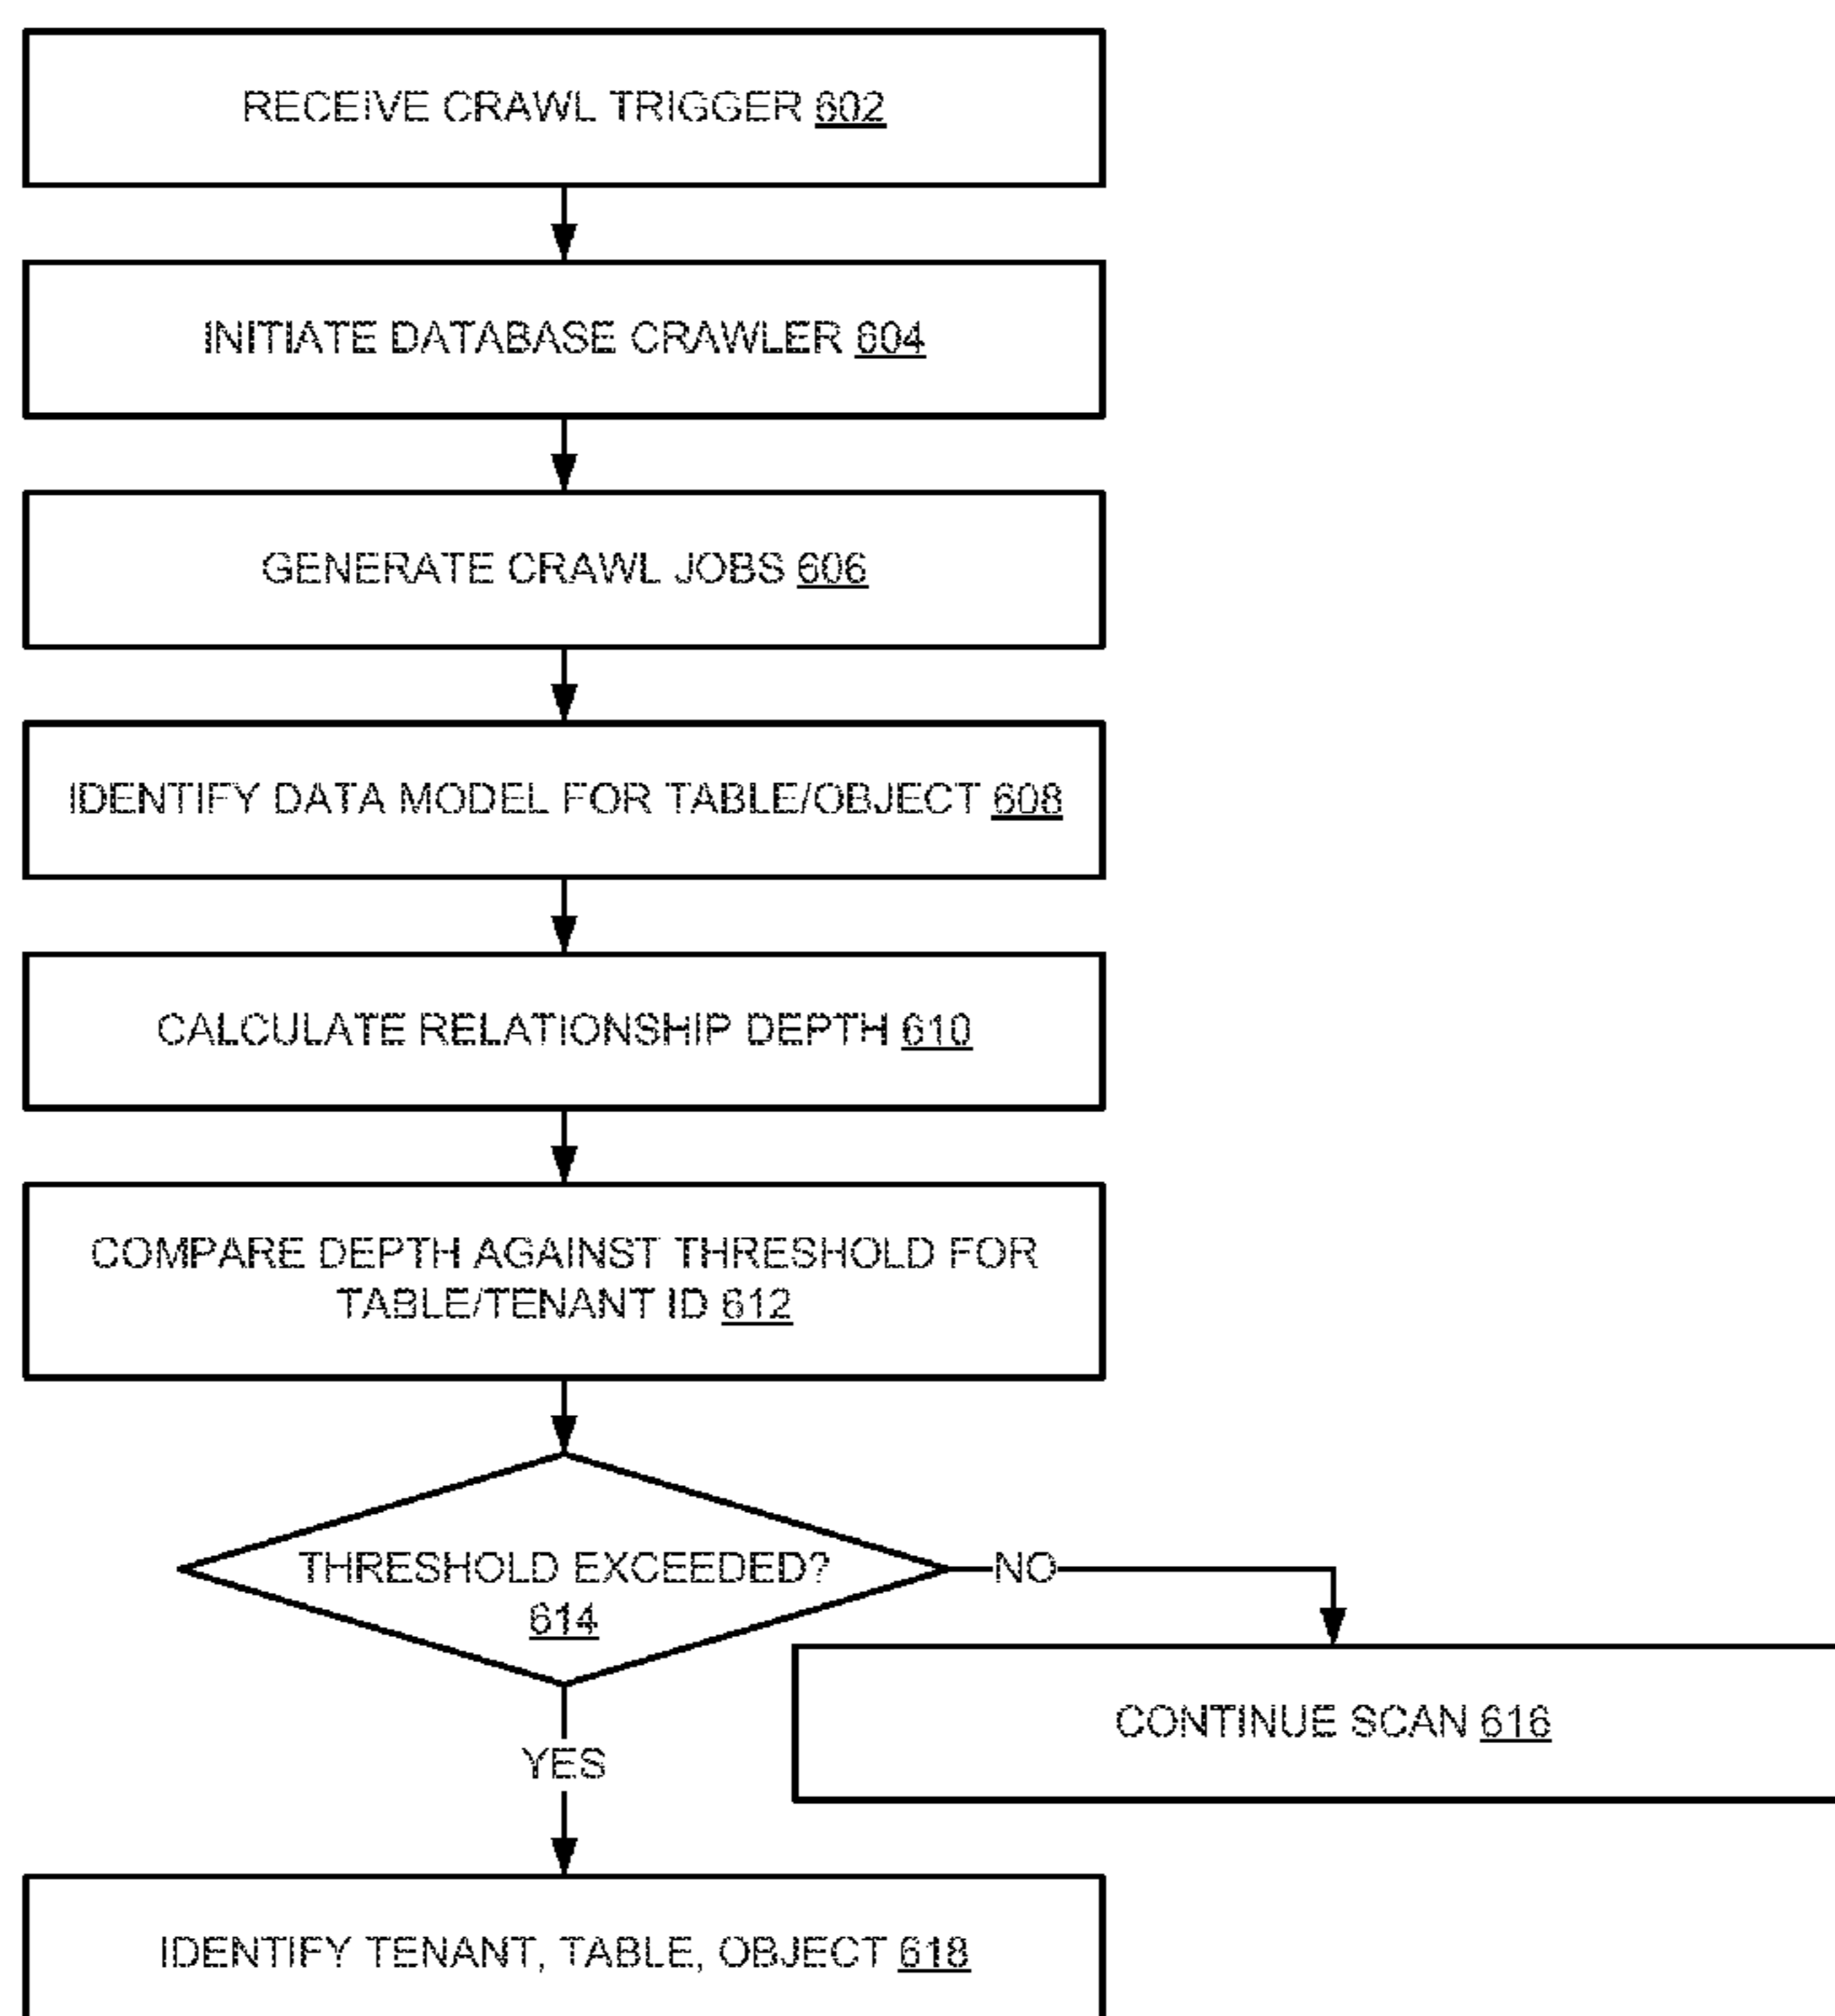 RECEIVE CRAWL TRIGGER 602
INITIATE DATABASE CRAWLER 604
GENERATE CRAWL JOBS 606
IDENTIFY DATA MODEL FOR TABLE/OBJECT 608
CALCULATE RELATIONSHIP DEPTH 610
COMPARE DEPTH AGAINST THRESHOLD FOR
TABLE/TENANT ID 612
THRESHOLD EXCEEDED?
614
NO
CONTINUE SCAN 616
YES
IDENTIFY TENANT, TABLE, OBJECT 618